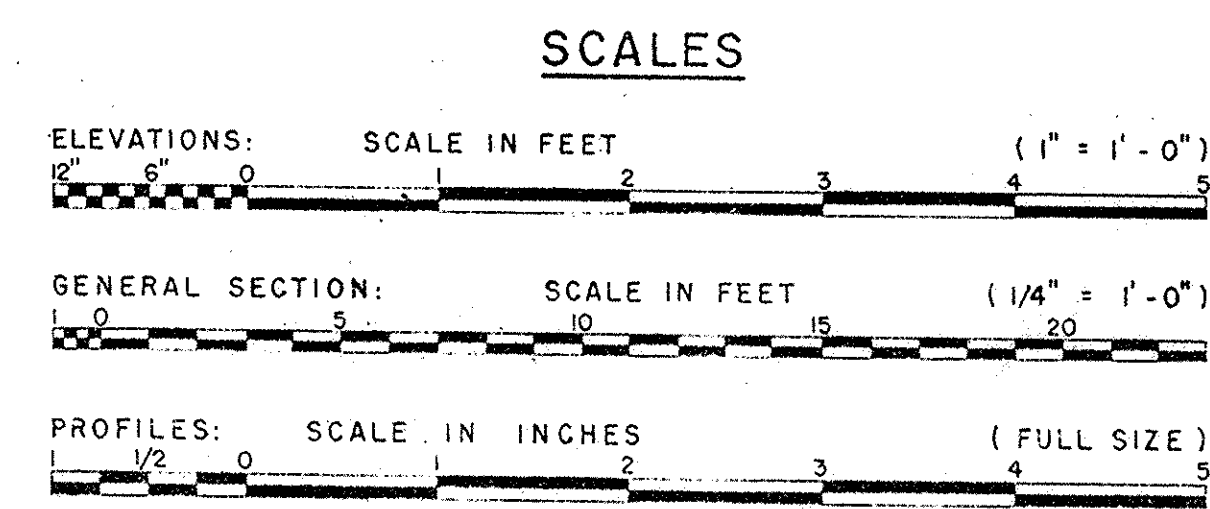 SCALES
ELEVATIONS: SCALE IN FEET (1" = 1'-0")
12" 6" 0 1 2 3 4 5
GENERAL SECTION: SCALE IN FEET (1/4" = 1'-0")
1 0 5 10 15 20
PROFILES: SCALE IN INCHES (FULL SIZE)
1 1/2 0 1 2 3 4 5